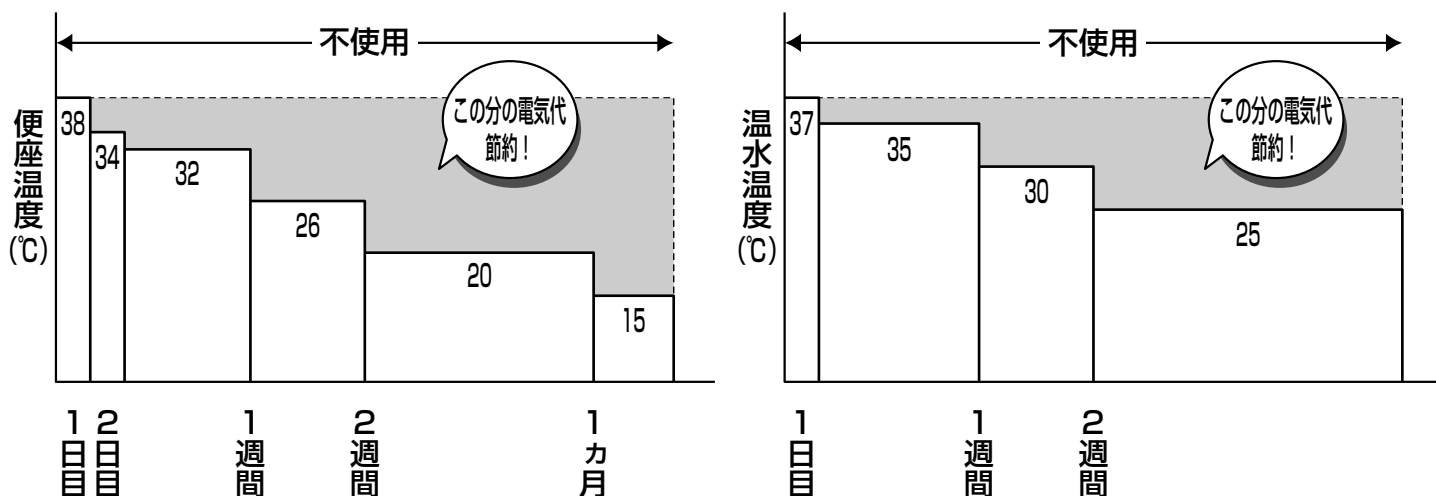 不使用
この分の電気代
節約！
便座温度
(℃)
38
34
32
26
20
15
1日目
2日目
1週間
2週間
1ヵ月
不使用
この分の電気代
節約！
温水温度
(℃)
37
35
30
25
1日目
1週間
2週間